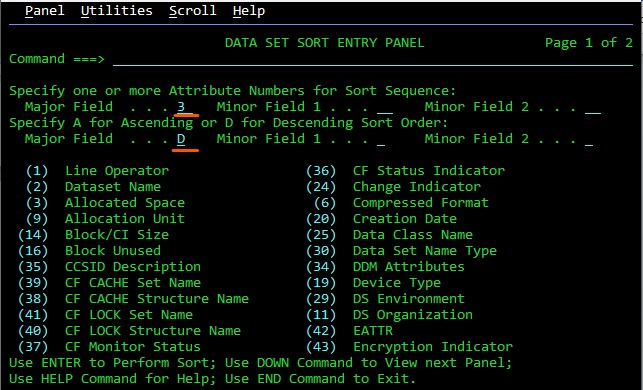 Panel Utilities Scroll Help
DATA SET SORT ENTRY PANEL Page 1 of 2
Command ===>
Specify one or more Attribute Numbers for Sort Sequence:
Major Field . . . 3 Minor Field 1 . . . __ Minor Field 2 . . . __
Specify A for Ascending or D for Descending Sort Order:
Major Field . . . D Minor Field 1 . . . _ Minor Field 2 . . . _
(1) Line Operator (36) CF Status Indicator
(2) Dataset Name (24) Change Indicator
(3) Allocated Space (6) Compressed Format
(9) Allocation Unit (20) Creation Date
(14) Block/CI Size (25) Data Class Name
(16) Block Unused (30) Data Set Name Type
(35) CCSID Description (34) DDM Attributes
(39) CF CACHE Set Name (19) Device Type
(38) CF CACHE Structure Name (29) DS Environment
(41) CF LOCK Set Name (11) DS Organization
(40) CF LOCK Structure Name (42) EATTR
(37) CF Monitor Status (43) Encryption Indicator
Use ENTER to Perform Sort; Use DOWN Command to View next Panel;
Use HELP Command for Help; Use END Command to Exit.